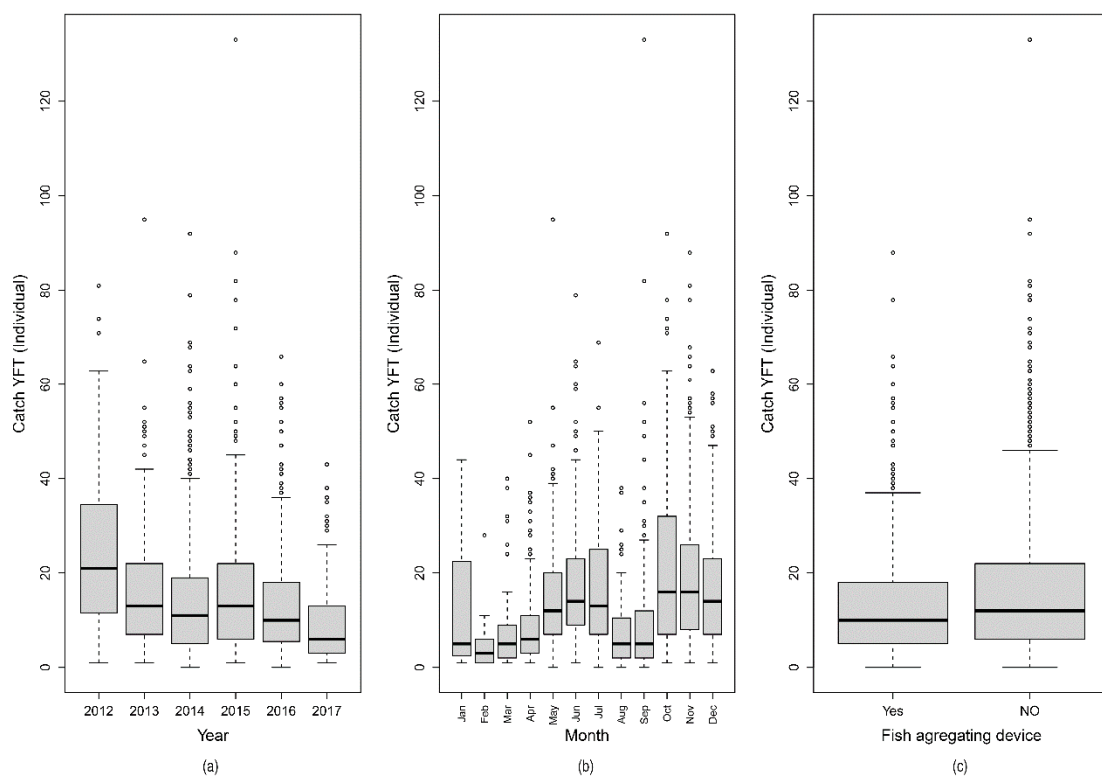 Catch YFT (Individual)
0
20
40
60
80
100
120
2012 2013 2014 2015 2016 2017
Year
(a)
Catch YFT (Individual)
0
20
40
60
80
100
120
Jan Feb Mar Apr May Jun Jul Aug Sep Oct Nov Dec
Month
(b)
Catch YFT (Individual)
0
20
40
60
80
100
120
Yes NO
Fish agregating device
(c)